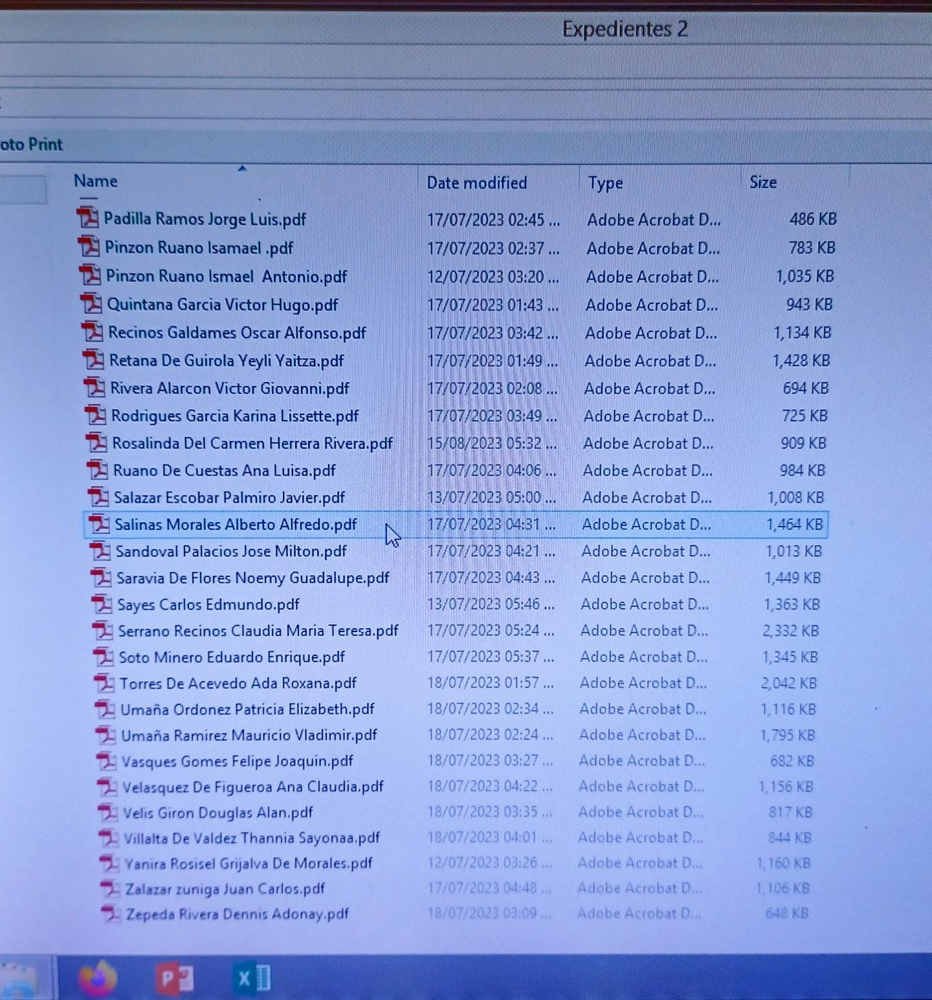 Expedientes 2
oto Print
Name Date modified Type Size
Padilla Ramos Jorge Luis.pdf 17/07/2023 02:45 ... Adobe Acrobat D... 486 KB
Pinzon Ruano Isamael .pdf 17/07/2023 02:37 ... Adobe Acrobat D... 783 KB
Pinzon Ruano Ismael  Antonio.pdf 12/07/2023 03:20 ... Adobe Acrobat D... 1,035 KB
Quintana Garcia Victor Hugo.pdf 17/07/2023 01:43 ... Adobe Acrobat D... 943 KB
Recinos Galdames Oscar Alfonso.pdf 17/07/2023 03:42 ... Adobe Acrobat D... 1,134 KB
Retana De Guirola Yeyli Yaitza.pdf 17/07/2023 01:49 ... Adobe Acrobat D... 1,428 KB
Rivera Alarcon Victor Giovanni.pdf 17/07/2023 02:08 ... Adobe Acrobat D... 694 KB
Rodrigues Garcia Karina Lissette.pdf 17/07/2023 03:49 ... Adobe Acrobat D... 725 KB
Rosalinda Del Carmen Herrera Rivera.pdf 15/08/2023 05:32 ... Adobe Acrobat D... 909 KB
Ruano De Cuestas Ana Luisa.pdf 17/07/2023 04:06 ... Adobe Acrobat D... 984 KB
Salazar Escobar Palmiro Javier.pdf 13/07/2023 05:00 ... Adobe Acrobat D... 1,008 KB
Salinas Morales Alberto Alfredo.pdf 17/07/2023 04:31 ... Adobe Acrobat D... 1,464 KB
Sandoval Palacios Jose Milton.pdf 17/07/2023 04:21 ... Adobe Acrobat D... 1,013 KB
Saravia De Flores Noemy Guadalupe.pdf 17/07/2023 04:43 ... Adobe Acrobat D... 1,449 KB
Sayes Carlos Edmundo.pdf 13/07/2023 05:46 ... Adobe Acrobat D... 1,363 KB
Serrano Recinos Claudia Maria Teresa.pdf 17/07/2023 05:24 ... Adobe Acrobat D... 2,332 KB
Soto Minero Eduardo Enrique.pdf 17/07/2023 05:37 ... Adobe Acrobat D... 1,345 KB
Torres De Acevedo Ada Roxana.pdf 18/07/2023 01:57 ... Adobe Acrobat D... 2,042 KB
Umaña Ordonez Patricia Elizabeth.pdf 18/07/2023 02:34 ... Adobe Acrobat D... 1,116 KB
Umaña Ramirez Mauricio Vladimir.pdf 18/07/2023 02:24 ... Adobe Acrobat D... 1,795 KB
Vasques Gomes Felipe Joaquin.pdf 18/07/2023 03:27 ... Adobe Acrobat D... 682 KB
Velasquez De Figueroa Ana Claudia.pdf 18/07/2023 04:22 ... Adobe Acrobat D... 1,156 KB
Velis Giron Douglas Alan.pdf 18/07/2023 03:35 ... Adobe Acrobat D... 817 KB
Villalta De Valdez Thannia Sayonaa.pdf 18/07/2023 04:01 ... Adobe Acrobat D... 844 KB
Yanira Rosisel Grijalva De Morales.pdf 12/07/2023 03:26 ... Adobe Acrobat D... 1,160 KB
Zalazar zuniga Juan Carlos.pdf 17/07/2023 04:48 ... Adobe Acrobat D... 1,106 KB
Zepeda Rivera Dennis Adonay.pdf 18/07/2023 03:09 ... Adobe Acrobat D... 648 KB
P X